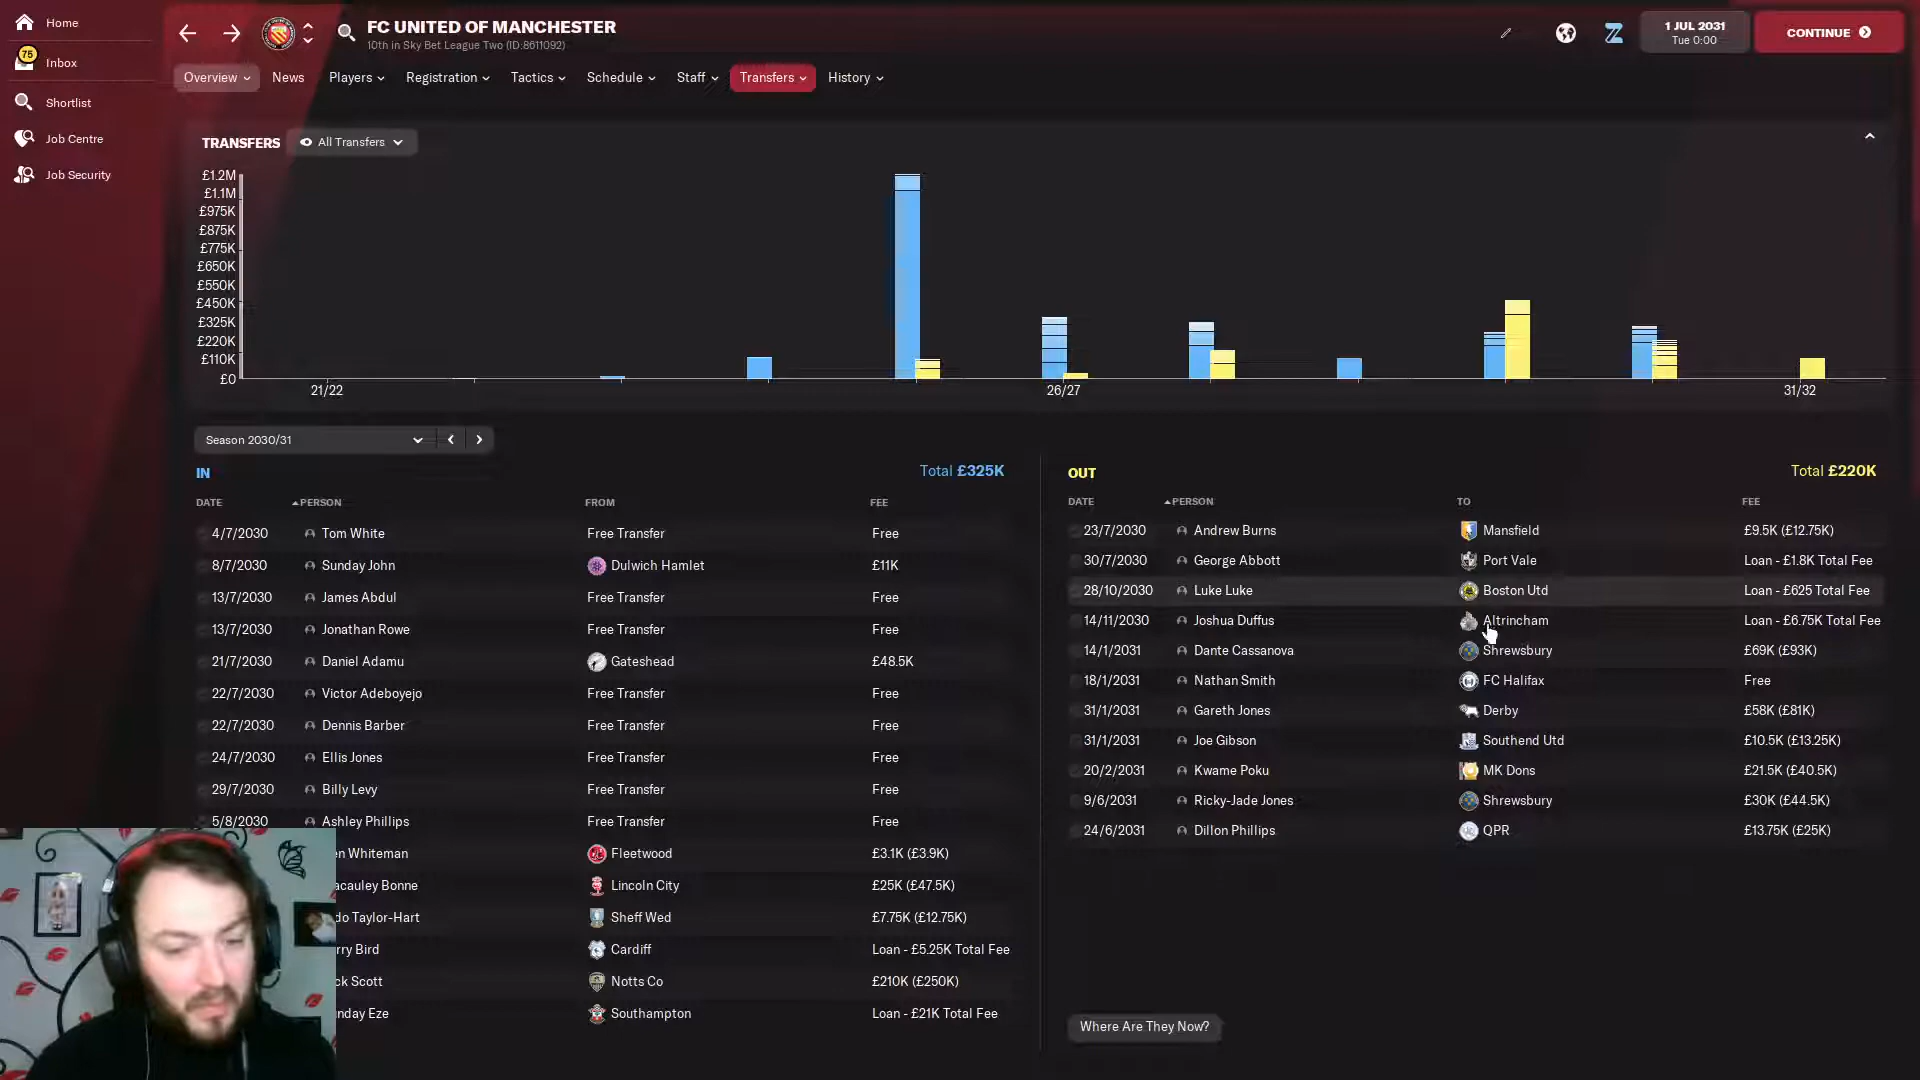 Home
75
Inbox
Shortlist
Job Centre
Job Security
FC UNITED OF MANCHESTER
10th in Sky Bet League Two (ID:8611092)
1 JUL 2031
Tue 0:00
CONTINUE
Overview
News
Players
Registration
Tactics
Schedule
Staff
Transfers
History
TRANSFERS
All Transfers
£1.2M
£1.1M
£975K
£875K
£775K
£650K
£550K
£450K
£325K
£220K
£110K
£0
21/22
26/27
31/32
Season 2030/31
IN
Total £325K
DATE PERSON FROM FEE
4/7/2030 Tom White Free Transfer Free
8/7/2030 Sunday John Dulwich Hamlet £11K
13/7/2030 James Abdul Free Transfer Free
13/7/2030 Jonathan Rowe Free Transfer Free
21/7/2030 Daniel Adamu Gateshead £48.5K
22/7/2030 Victor Adeboyejo Free Transfer Free
22/7/2030 Dennis Barber Free Transfer Free
24/7/2030 Ellis Jones Free Transfer Free
29/7/2030 Billy Levy Free Transfer Free
5/8/2030 Ashley Phillips Free Transfer Free
Whiteman Fleetwood £3.1K (£3.9K)
Bonne Lincoln City £25K (£47.5K)
Taylor-Hart Sheff Wed £7.75K (£12.75K)
Bird Cardiff Loan - £5.25K Total Fee
Scott Notts Co £210K (£250K)
Eze Southampton Loan - £21K Total Fee
OUT
Total £220K
DATE PERSON TO FEE
23/7/2030 Andrew Burns Mansfield £9.5K (£12.75K)
30/7/2030 George Abbott Port Vale Loan - £1.8K Total Fee
28/10/2030 Luke Luke Boston Utd Loan - £625 Total Fee
14/11/2030 Joshua Duffus Altrincham Loan - £6.75K Total Fee
14/1/2031 Dante Cassanova Shrewsbury £69K (£93K)
18/1/2031 Nathan Smith FC Halifax Free
31/1/2031 Gareth Jones Derby £58K (£81K)
31/1/2031 Joe Gibson Southend Utd £10.5K (£13.25K)
20/2/2031 Kwame Poku MK Dons £21.5K (£40.5K)
9/6/2031 Ricky-Jade Jones Shrewsbury £30K (£44.5K)
24/6/2031 Dillon Phillips QPR £13.75K (£25K)
Where Are They Now?